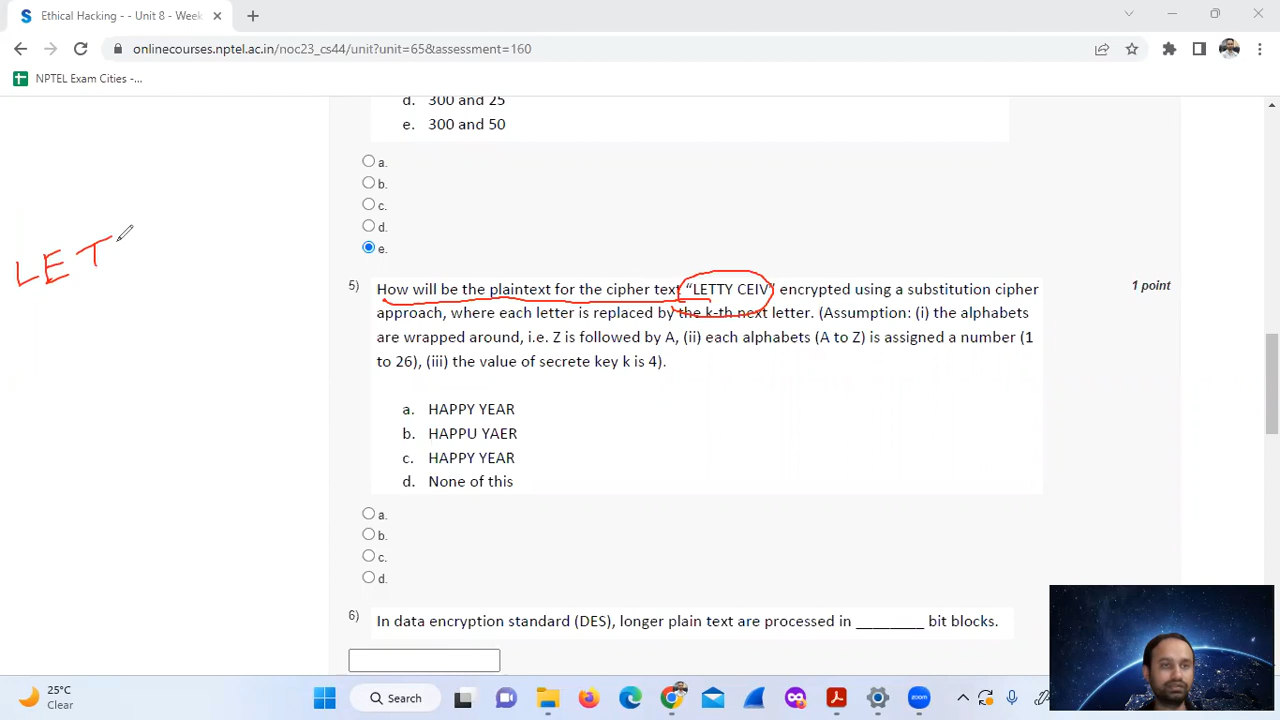 Ethical Hacking - - Unit 8 - Week
onlinecourses.nptel.ac.in/noc23_cs44/unit?unit=65&assessment=160
NPTEL Exam Cities -...
d. 300 and 25
e. 300 and 50
a.
b.
c.
d.
e.
LET
5) How will be the plaintext for the cipher text "LETTY CEIV" encrypted using a substitution cipher 1 point
approach, where each letter is replaced by the k-th next letter. (Assumption: (i) the alphabets
are wrapped around, i.e. Z is followed by A, (ii) each alphabets (A to Z) is assigned a number (1
to 26), (iii) the value of secrete key k is 4).
a. HAPPY YEAR
b. HAPPU YAER
c. HAPPY YEAR
d. None of this
a.
b.
c.
d.
6) In data encryption standard (DES), longer plain text are processed in ________ bit blocks.
25°C
Clear
Search
zoom